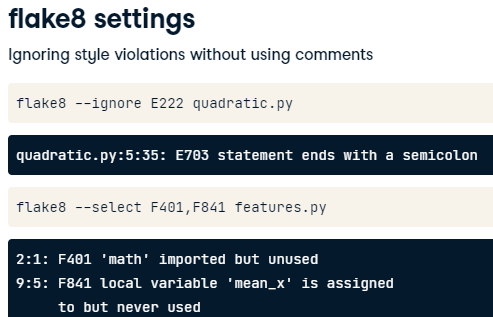 flake8 settings
Ignoring style violations without using comments
flake8 --ignore E222 quadratic.py
quadratic.py:5:35: E703 statement ends with a semicolon
flake8 --select F401,F841 features.py
2:1: F401 'math' imported but unused
9:5: F841 local variable 'mean_x' is assigned
to but never used